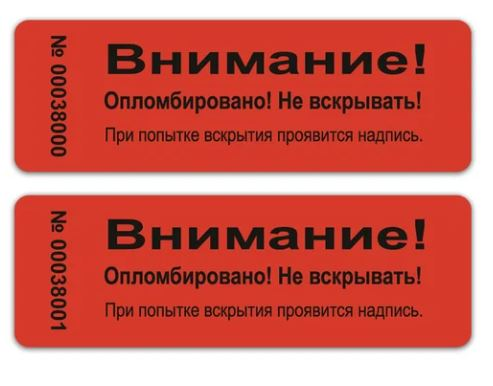 № 00038000
Внимание!
Опломбировано! Не вскрывать!
При попытке вскрытия проявится надпись.
№ 00038001
Внимание!
Опломбировано! Не вскрывать!
При попытке вскрытия проявится надпись.